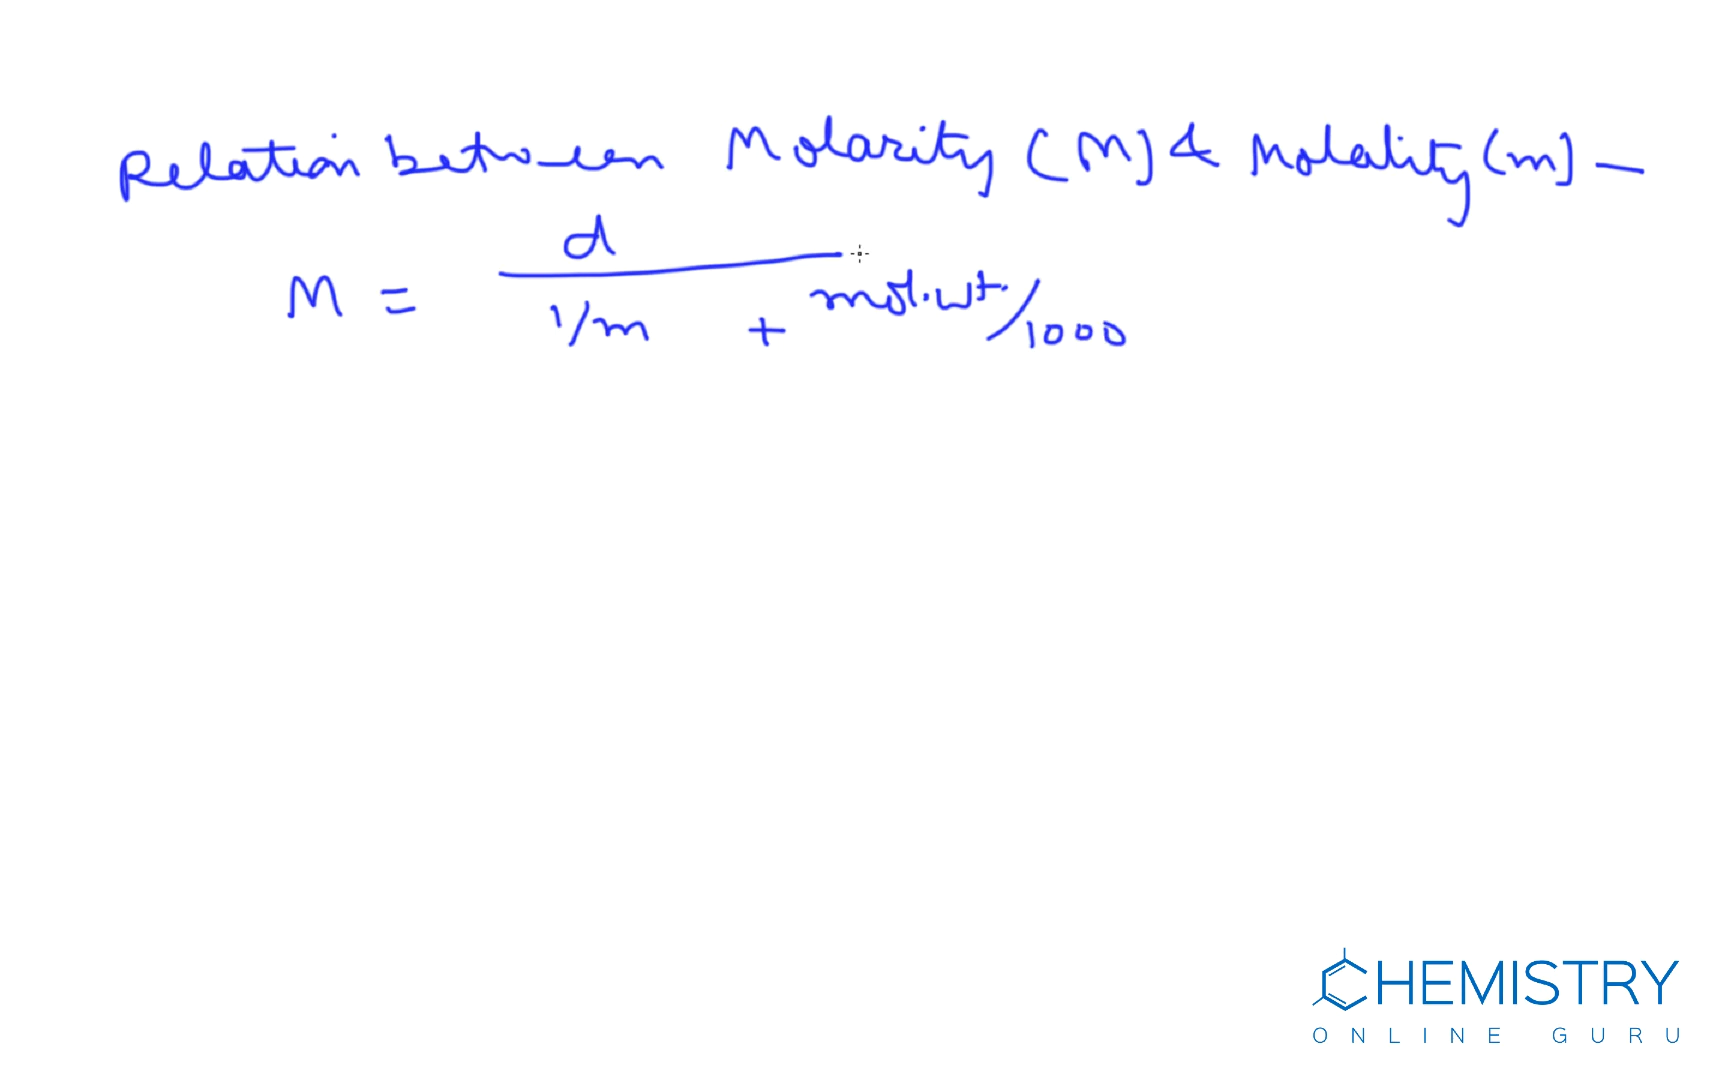 Relation between Molarity (M) & Molality (m) –
d
M =
1/m + mol.wt./1000
CHEMISTRY
ONLINE GURU